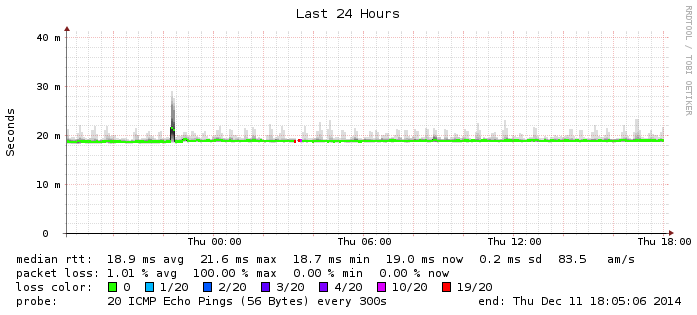 Last 24 Hours
RRDTOOL / TOBI OETIKER
Seconds
40 m
30 m
20 m
10 m
0
Thu 00:00 Thu 06:00 Thu 12:00 Thu 18:00
median rtt: 18.9 ms avg 21.6 ms max 18.7 ms min 19.0 ms now 0.2 ms sd 83.5 am/s
packet loss: 1.01 % avg 100.00 % max 0.00 % min 0.00 % now
loss color: 0 1/20 2/20 3/20 4/20 10/20 19/20
probe: 20 ICMP Echo Pings (56 Bytes) every 300s end: Thu Dec 11 18:05:06 2014